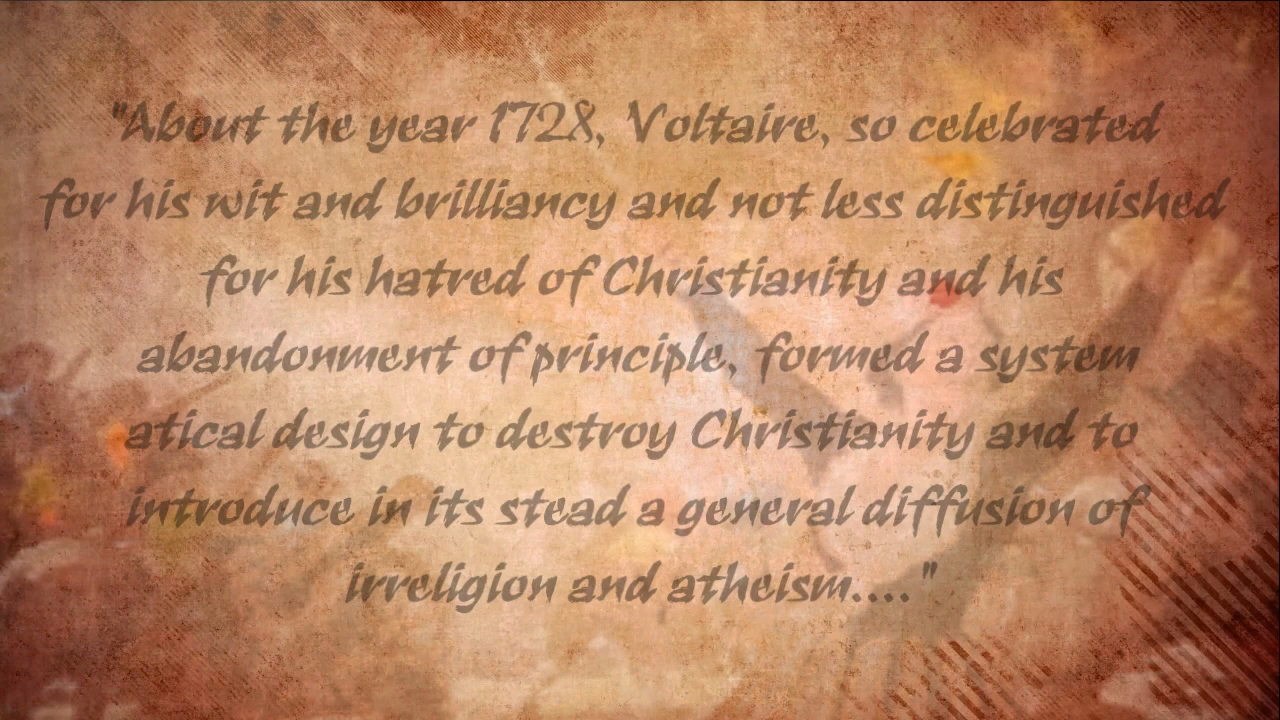 "About the year 1728, Voltaire, so celebrated
for his wit and brilliancy and not less distinguished
for his hatred of Christianity and his
abandonment of principle, formed a system
atical design to destroy Christianity and to
introduce in its stead a general diffusion of
irreligion and atheism...."